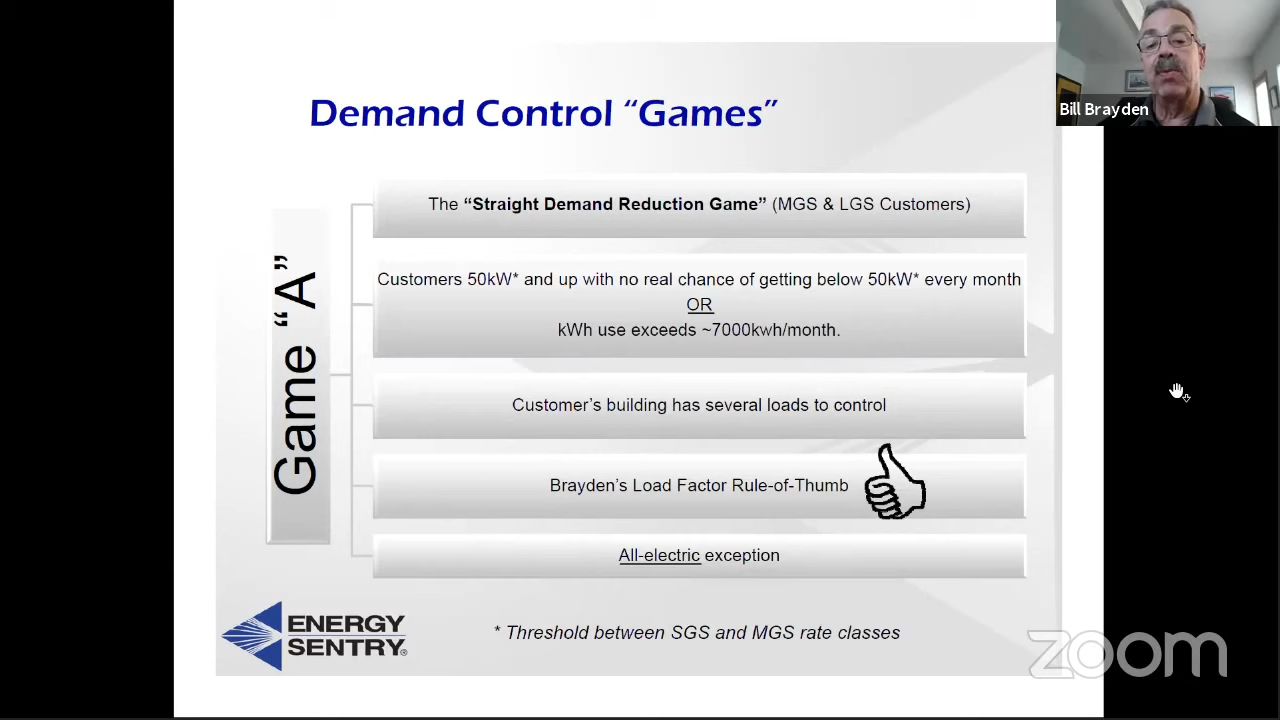 Bill Brayden
Demand Control “Games”
Game “A”
The “Straight Demand Reduction Game” (MGS & LGS Customers)
Customers 50kW* and up with no real chance of getting below 50kW* every month
OR
kWh use exceeds ~7000kwh/month.
Customer’s building has several loads to control
Brayden’s Load Factor Rule-of-Thumb
All-electric exception
ENERGY
SENTRY®
* Threshold between SGS and MGS rate classes
zoom